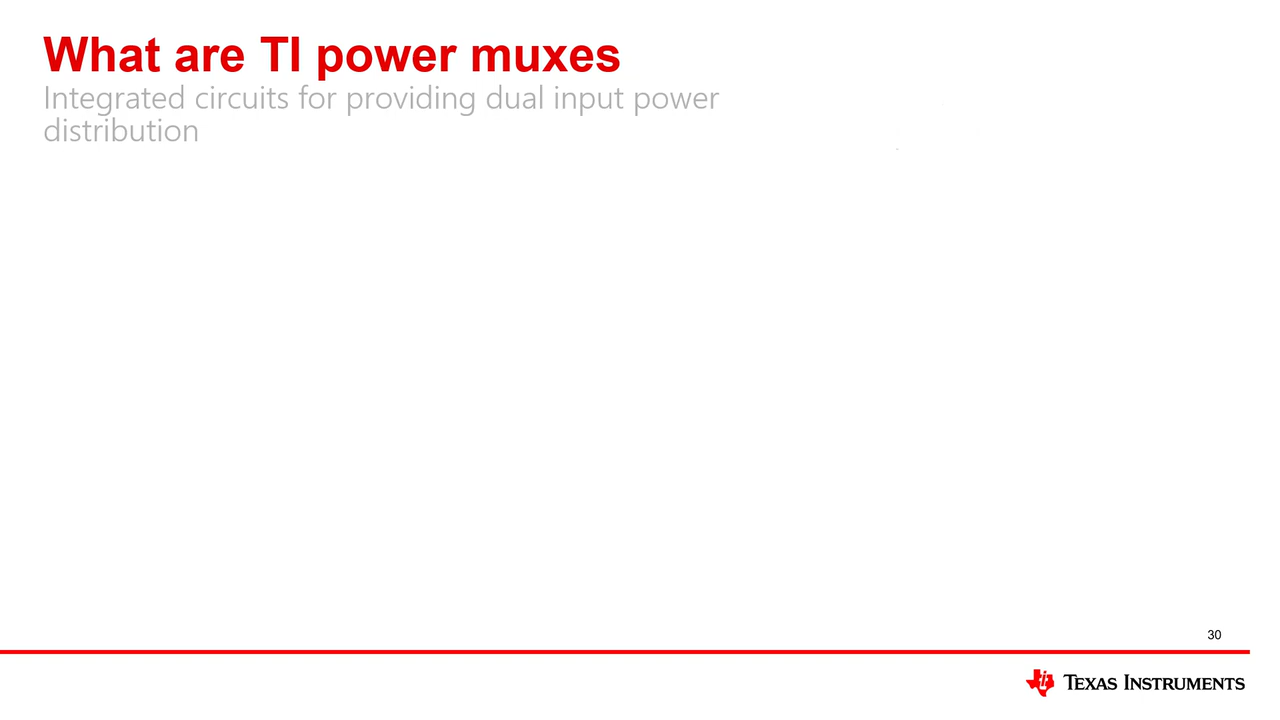 What are TI power muxes
Integrated circuits for providing dual input power
distribution
30
TEXAS INSTRUMENTS